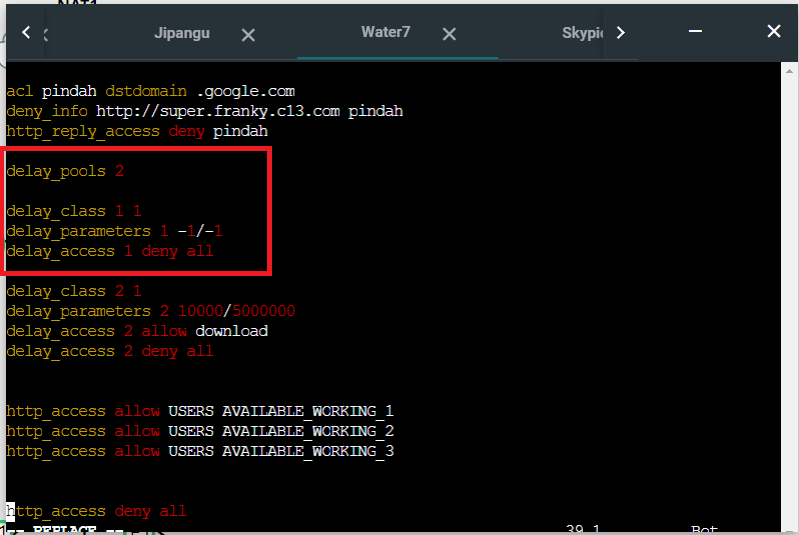 Jipangu
Water7
acl pindah dstdomain .google.com
deny_info http://super.franky.c13.com pindah
http_reply_access deny pindah
delay_pools 2
delay_class 1 1
delay_parameters 1 -1/-1
delay_access 1 deny all
delay_class 2 1
delay_parameters 2 10000/5000000
delay_access 2 allow download
delay_access 2 deny all
http_access allow USERS AVAILABLE_WORKING_1
http_access allow USERS AVAILABLE_WORKING_2
http_access allow USERS AVAILABLE_WORKING_3
http_access deny all
-- REPLACE -- 39,1 Bot